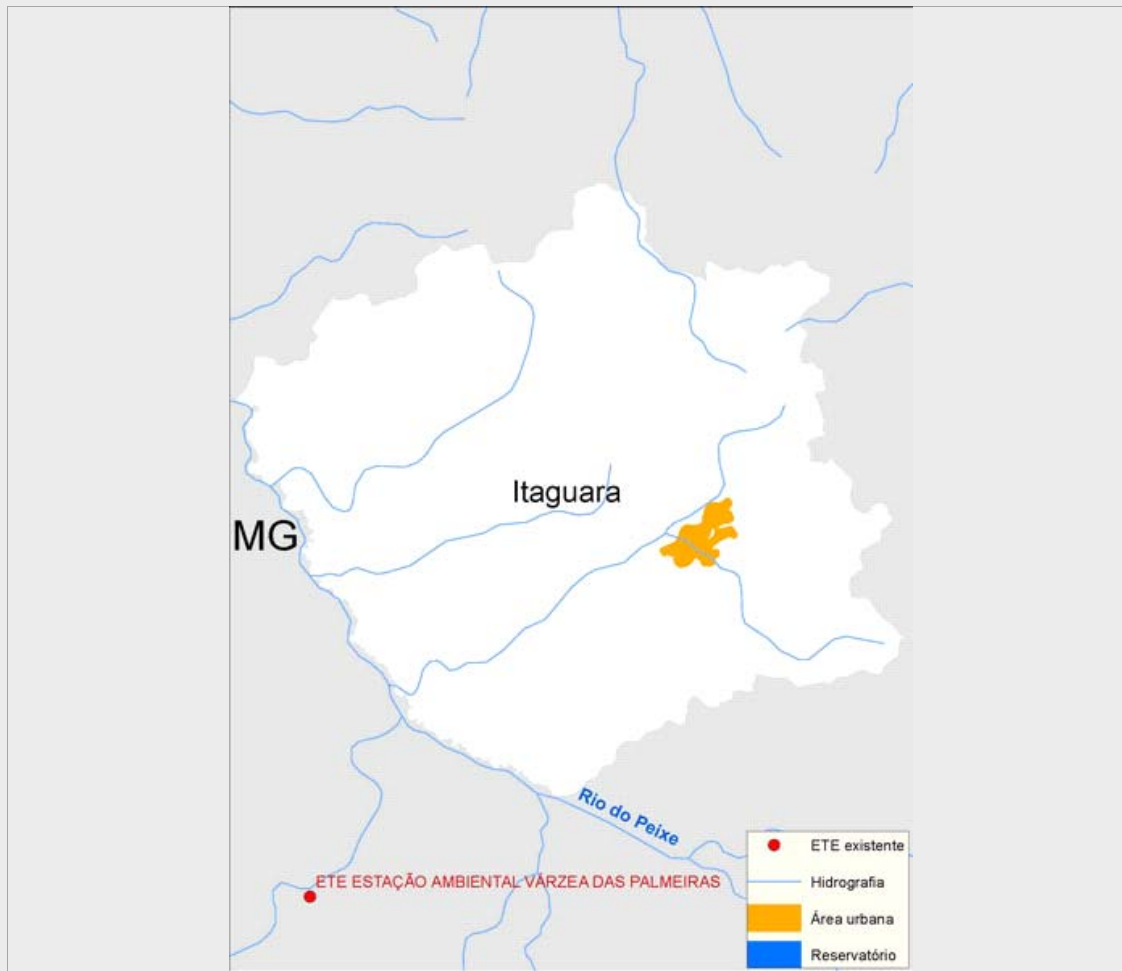 Itaguara
MG
Rio do Peixe
ETE ESTAÇÃO AMBIENTAL VÁRZEA DAS PALMEIRAS
ETE existente
Hidrografia
Área urbana
Reservatório